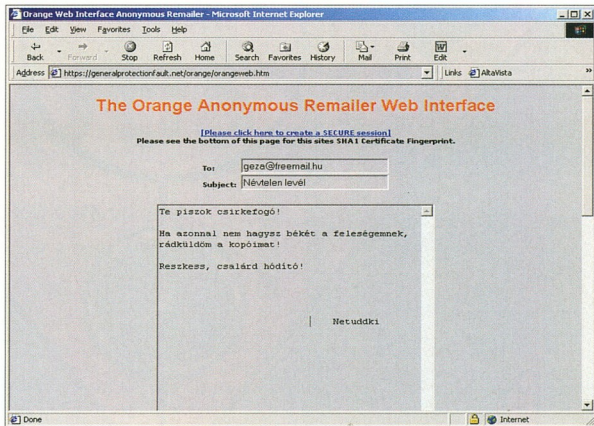 Orange Web Interface Anonymous Remailer - Microsoft Internet Explorer
File Edit View Favorites Tools Help
Back Forward Stop Refresh Home Search Favorites History Mail Print Edit
Address https://generalprotectionfault.net/orange/orangeweb.htm Links AltaVista »
The Orange Anonymous Remailer Web Interface
[Please click here to create a SECURE session]
Please see the bottom of this page for this sites SHA1 Certificate Fingerprint.
To: geza@freemail.hu
Subject: Névtelen levél
Te piszok csirkefogó!
Ha azonnal nem hagysz békét a feleségemnek,
rádküldöm a kopóimat!
Reszkess, csalárd hódító!
Netuddki
Done Internet